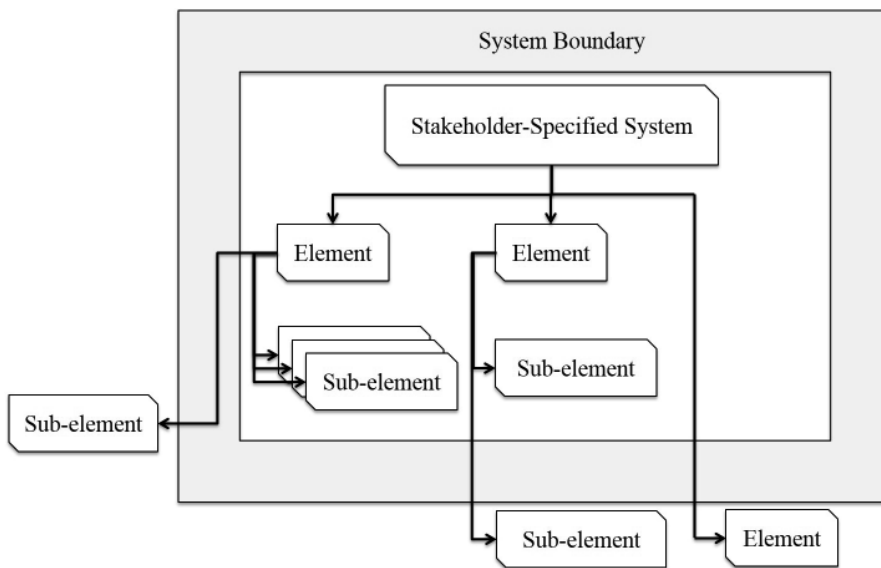 System Boundary
Stakeholder-Specified System
Element
Element
Sub-element
Sub-element
Sub-element
Sub-element
Element